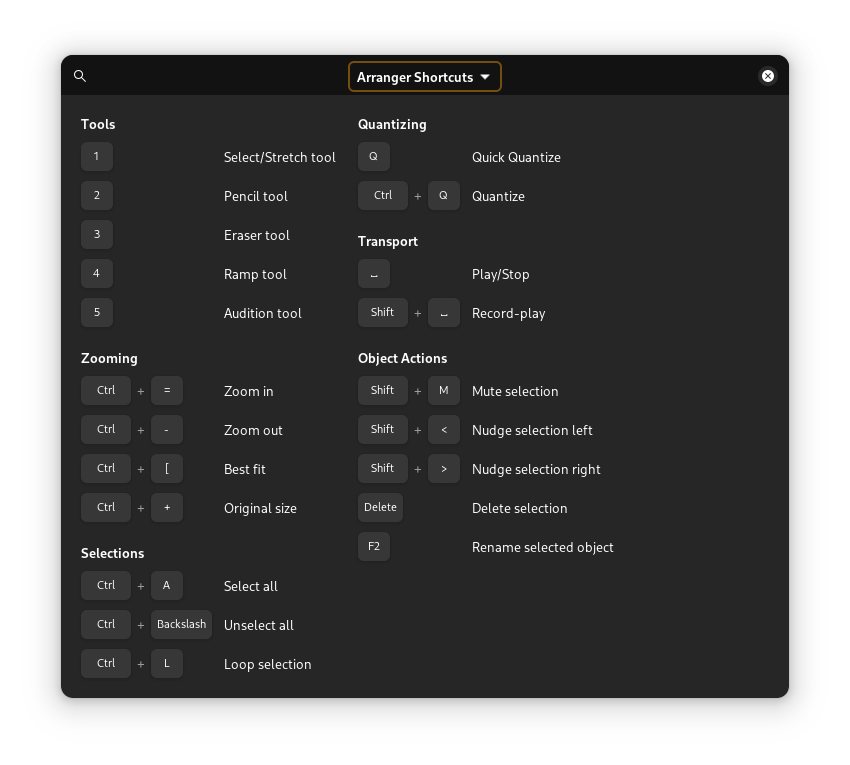 Arranger Shortcuts
Tools
1 Select/Stretch tool
2 Pencil tool
3 Eraser tool
4 Ramp tool
5 Audition tool
Zooming
Ctrl + = Zoom in
Ctrl + - Zoom out
Ctrl + [ Best fit
Ctrl + + Original size
Selections
Ctrl + A Select all
Ctrl + Backslash Unselect all
Ctrl + L Loop selection
Quantizing
Q Quick Quantize
Ctrl + Q Quantize
Transport
␣ Play/Stop
Shift + ␣ Record-play
Object Actions
Shift + M Mute selection
Shift + < Nudge selection left
Shift + > Nudge selection right
Delete Delete selection
F2 Rename selected object